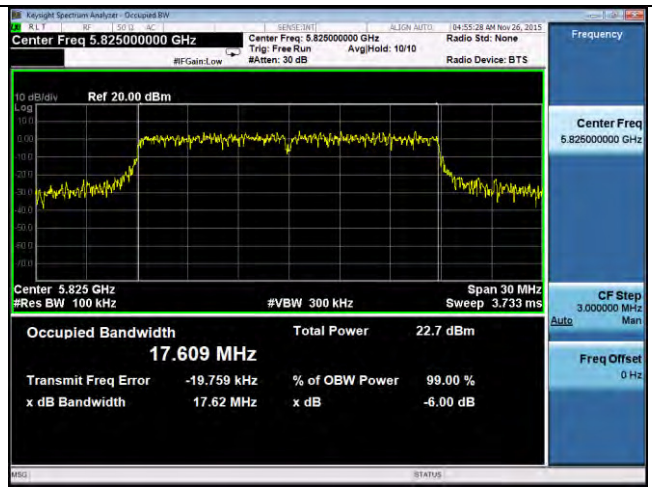 Keysight Spectrum Analyzer - Occupied BW
RLT RF 50 Ω AC SENSE:INT ALIGN AUTO 04:55:28 AM Nov 26, 2015
Center Freq 5.825000000 GHz
Center Freq: 5.825000000 GHz
Radio Std: None
Trig: Free Run Avg|Hold: 10/10
#IFGain:Low #Atten: 30 dB Radio Device: BTS
Frequency
10 dB/div Ref 20.00 dBm
Log
10.0
0.00
-10.0
-20.0
-30.0
-40.0
-50.0
-60.0
-70.0
Center 5.825 GHz Span 30 MHz
#Res BW 100 kHz #VBW 300 kHz Sweep 3.733 ms
Center Freq
5.825000000 GHz
CF Step
3.000000 MHz
Auto Man
Freq Offset
0 Hz
Occupied Bandwidth Total Power 22.7 dBm
17.609 MHz
Transmit Freq Error -19.759 kHz % of OBW Power 99.00 %
x dB Bandwidth 17.62 MHz x dB -6.00 dB
MSG STATUS